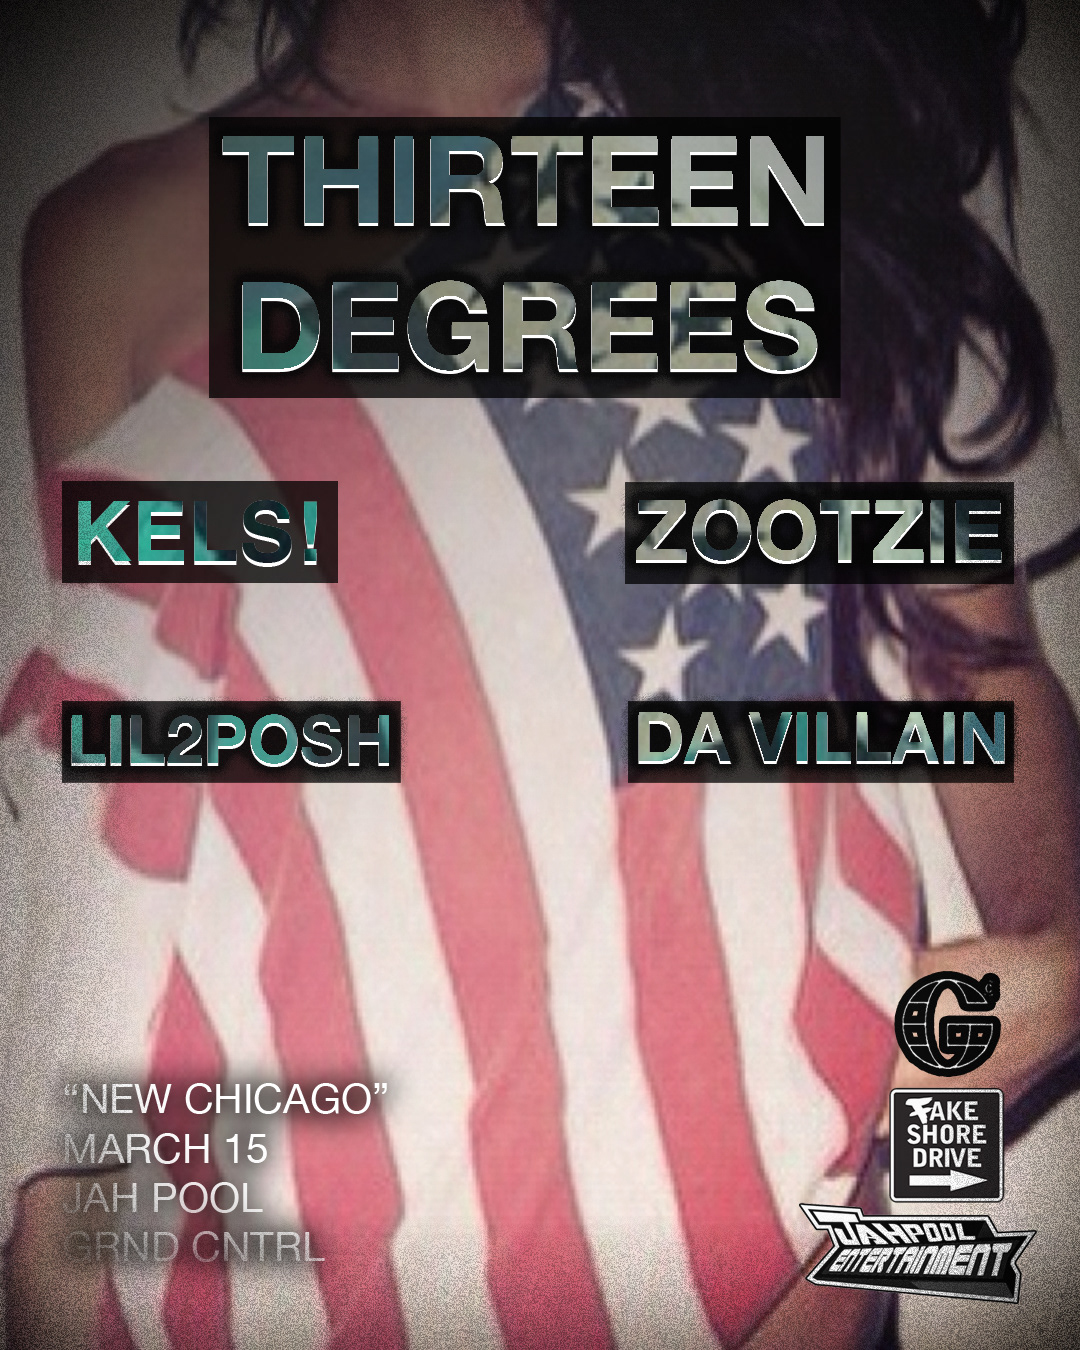 THIRTEEN
DEGREES
KELS!
ZOOTZIE
LIL2POSH
DA VILLAIN
“NEW CHICAGO”
MARCH 15
JAH POOL
GRND CNTRL
G
FAKE
SHORE
DRIVE
JAHPOOL
ENTERTAINMENT